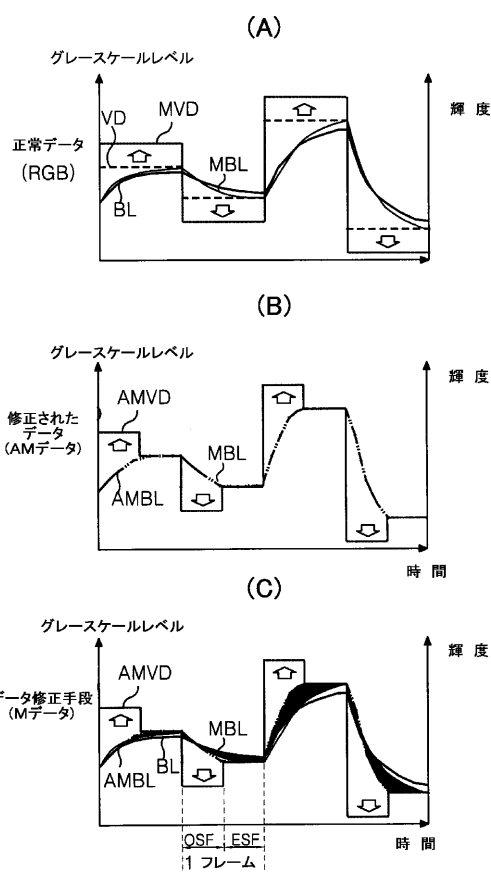 (A)
グレースケールレベル
輝度
VD
MVD
正常データ
(RGB)
MBL
BL
(B)
グレースケールレベル
輝度
AMVD
修正された
データ
(AMデータ)
MBL
AMBL
時間
(C)
グレースケールレベル
輝度
データ修正手段
(Mデータ)
AMVD
MBL
BL
AMBL
時間
OSF
ESF
1 フレーム